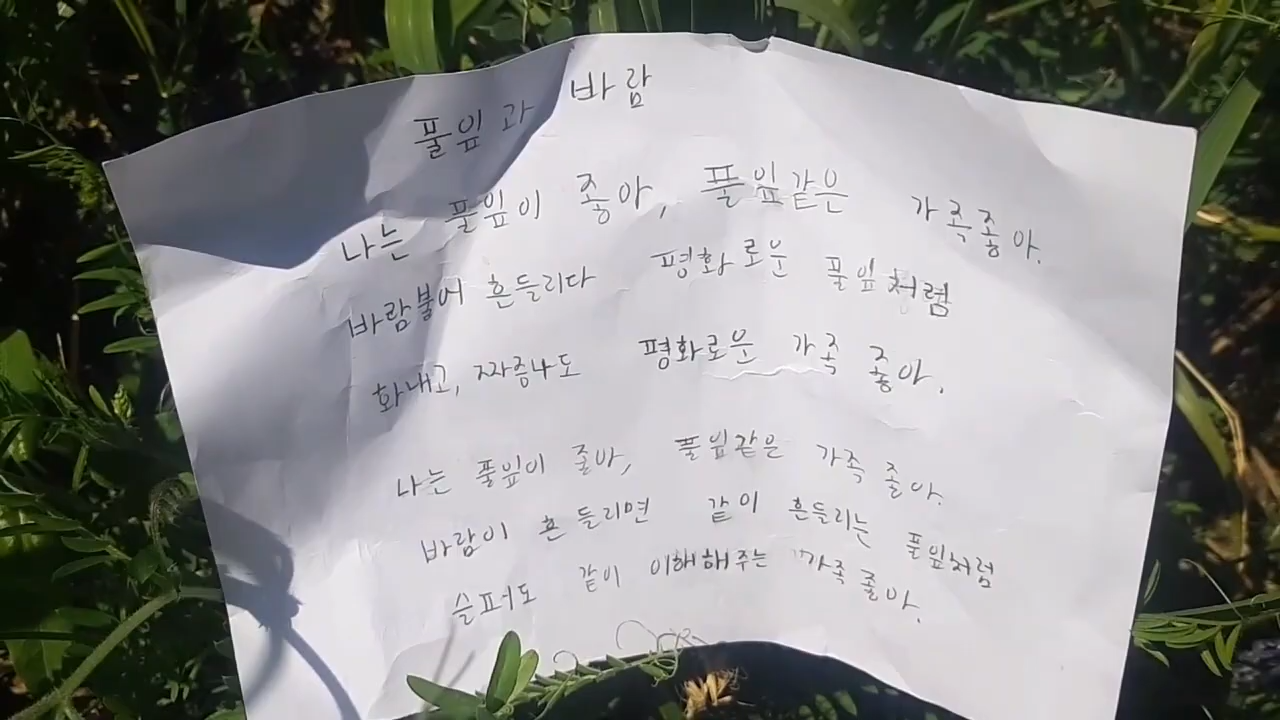 풀잎과 바람
나는 풀잎이 좋아, 풀잎같은 가족좋아.
바람불어 흔들리다 평화로운 풀잎처럼
화내고, 짜증나도 평화로운 가족 좋아.
나는 풀잎이 좋아, 풀잎같은 가족 좋아.
바람이 흔들리면 같이 흔들리는 풀잎처럼
슬퍼도 같이 이해해주는 가족좋아.